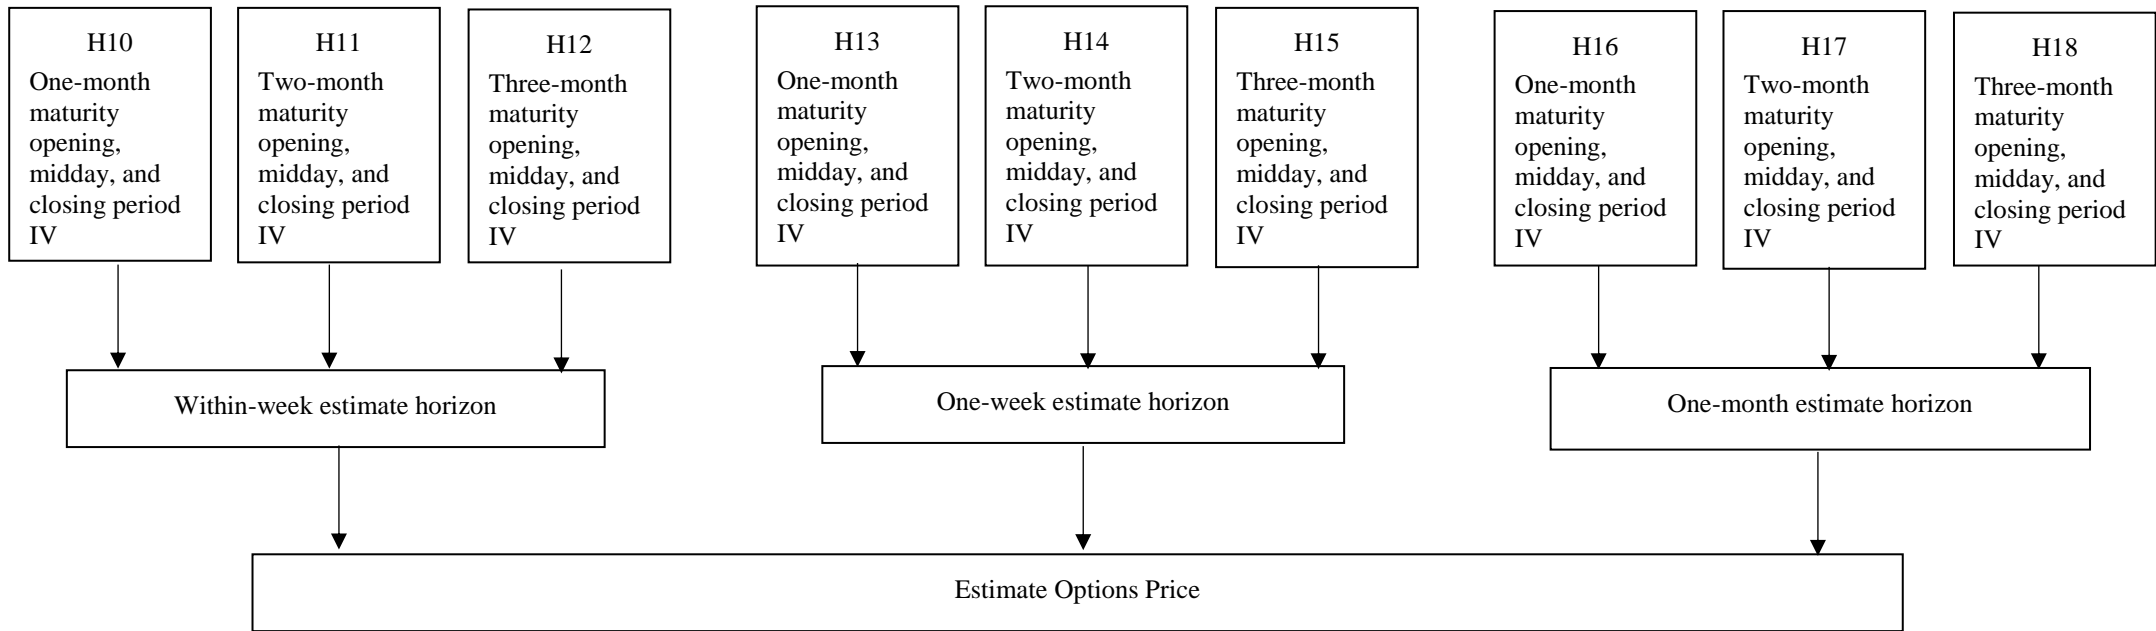 H10
One-month
maturity
opening,
midday, and
closing period
IV
H11
Two-month
maturity
opening,
midday, and
closing period
IV
H12
Three-month
maturity
opening,
midday, and
closing period
IV
H13
One-month
maturity
opening,
midday, and
closing period
IV
H14
Two-month
maturity
opening,
midday, and
closing period
IV
H15
Three-month
maturity
opening,
midday, and
closing period
IV
H16
One-month
maturity
opening,
midday, and
closing period
IV
H17
Two-month
maturity
opening,
midday, and
closing period
IV
H18
Three-month
maturity
opening,
midday, and
closing period
IV
Within-week estimate horizon
One-week estimate horizon
One-month estimate horizon
Estimate Options Price